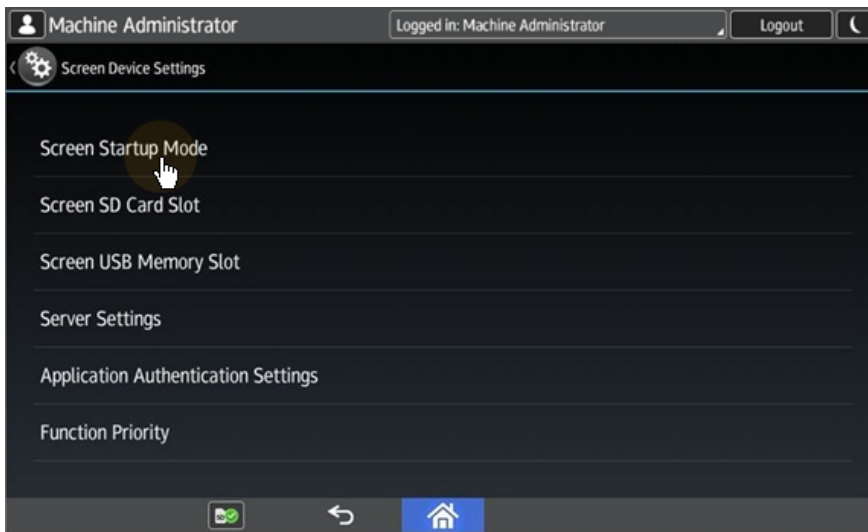 Machine Administrator
Logged in: Machine Administrator
Logout
Screen Device Settings
Screen Startup Mode
Screen SD Card Slot
Screen USB Memory Slot
Server Settings
Application Authentication Settings
Function Priority